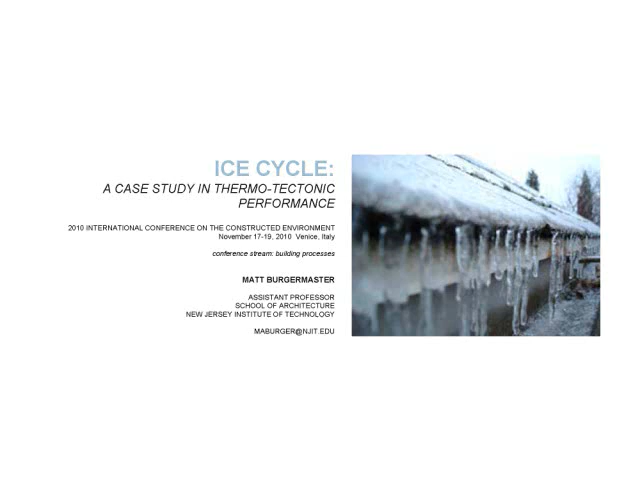 ICE CYCLE:
A CASE STUDY IN THERMO-TECTONIC
PERFORMANCE
2010 INTERNATIONAL CONFERENCE ON THE CONSTRUCTED ENVIRONMENT
November 17-19, 2010  Venice, Italy
conference stream: building processes
MATT BURGERMASTER
ASSISTANT PROFESSOR
SCHOOL OF ARCHITECTURE
NEW JERSEY INSTITUTE OF TECHNOLOGY
MABURGER@NJIT.EDU